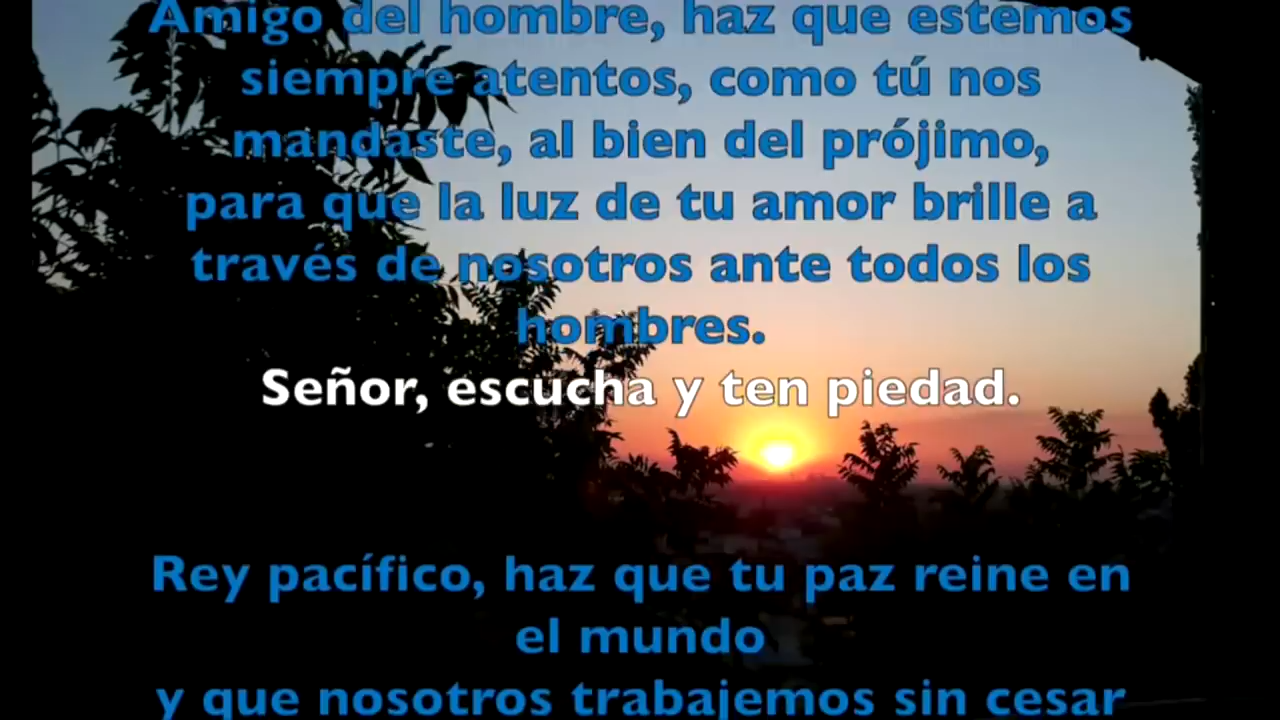 Amigo del hombre, haz que estemos
siempre atentos, como tú nos
mandaste, al bien del prójimo,
para que la luz de tu amor brille a
través de nosotros ante todos los
hombres.
Señor, escucha y ten piedad.
Rey pacífico, haz que tu paz reine en
el mundo
y que nosotros trabajemos sin cesar